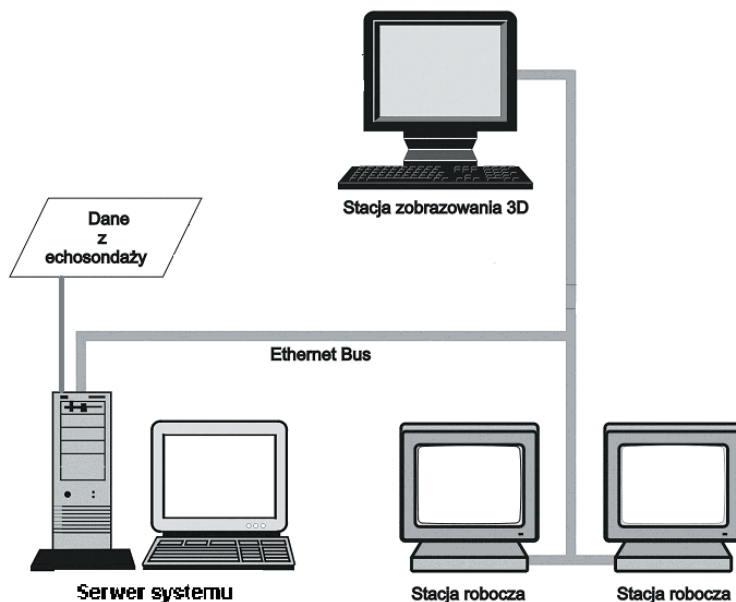 Stacja zobrazowania 3D
Dane
z
echosondaży
Ethernet Bus
Serwer systemu
Stacja robocza
Stacja robocza